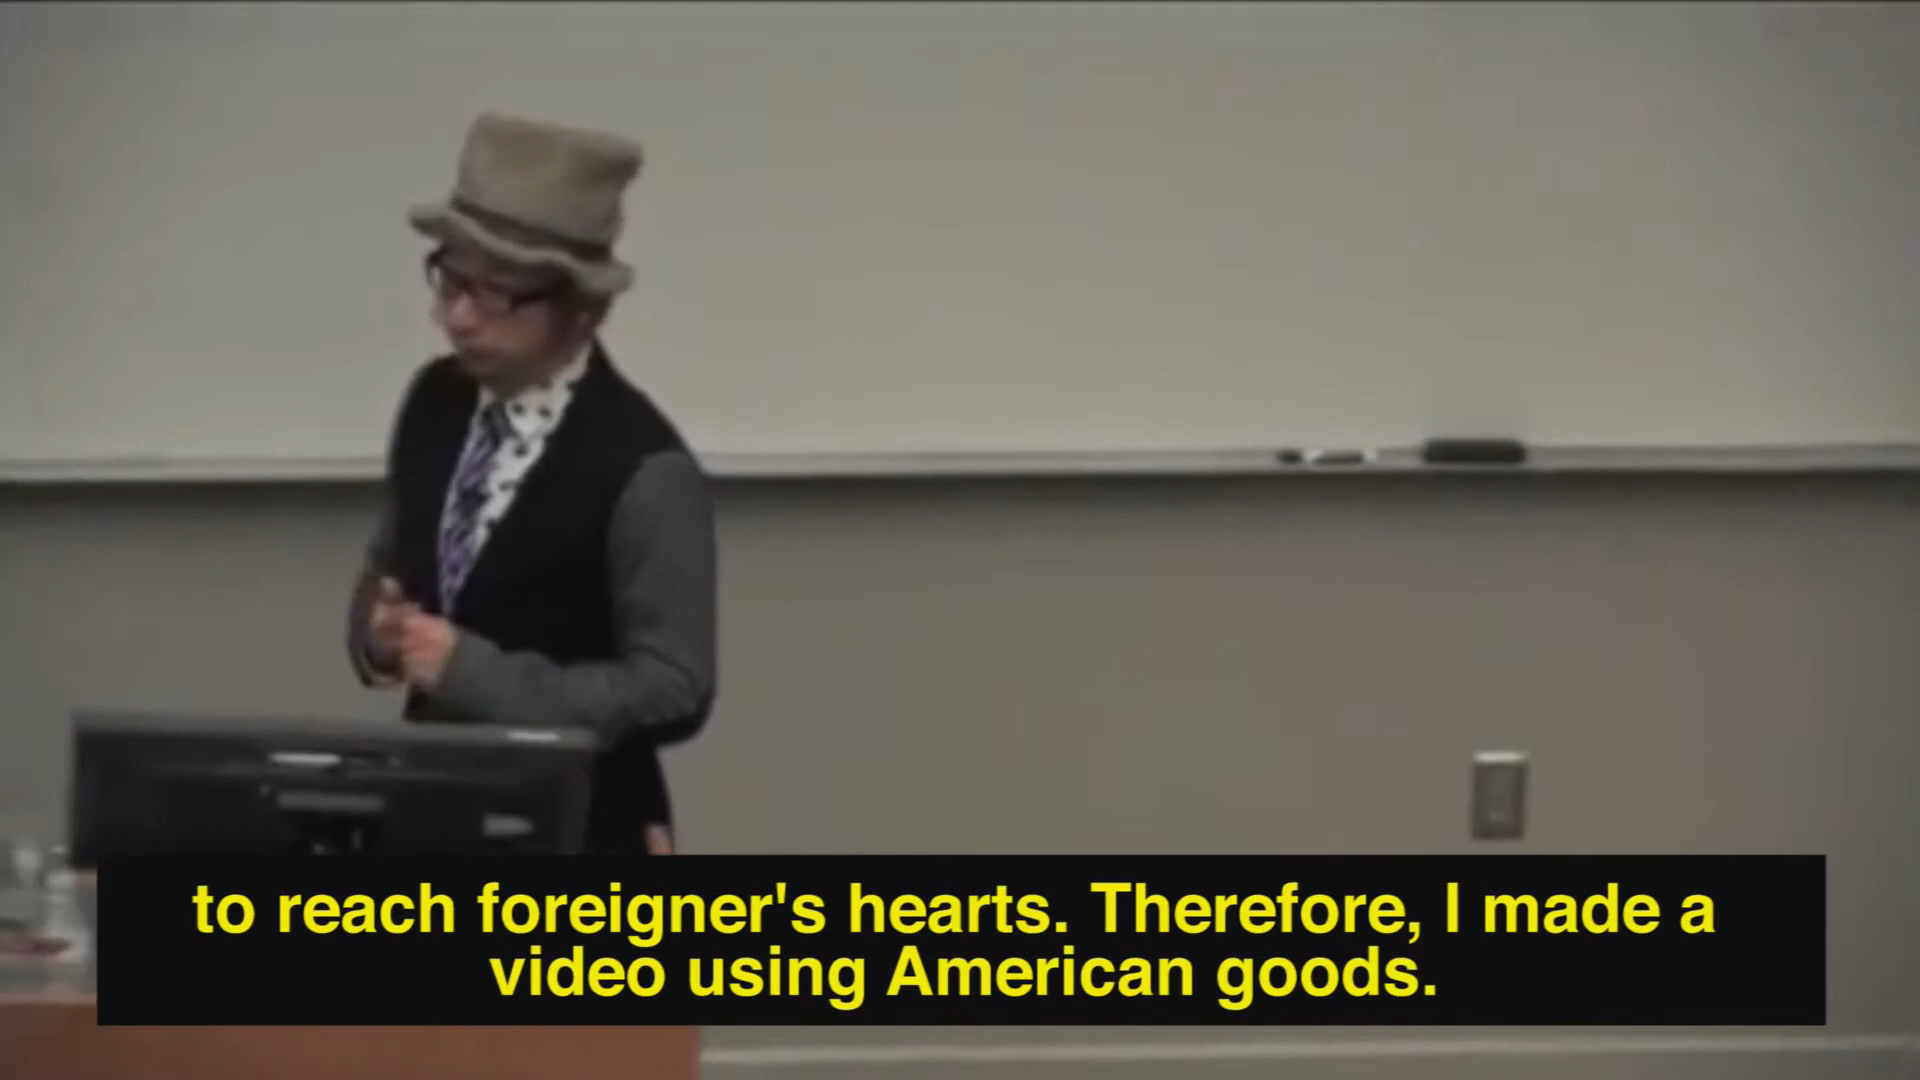 to reach foreigner's hearts. Therefore, I made a
video using American goods.